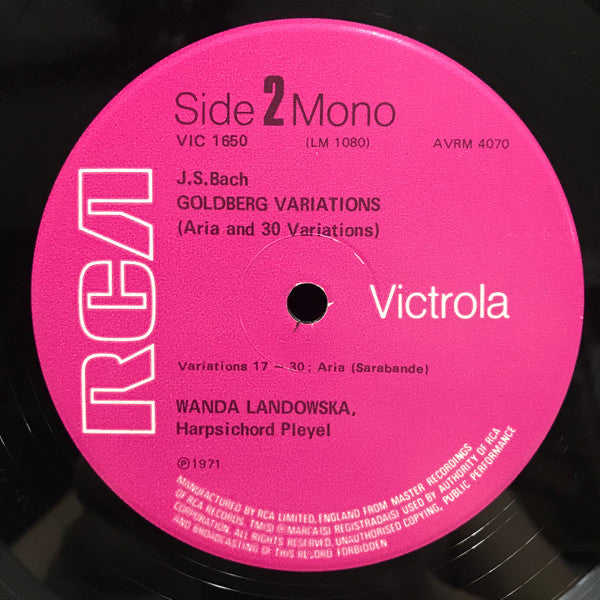 Side 2 Mono
VIC 1650 (LM 1080) AVRM 4070
J.S.Bach
GOLDBERG VARIATIONS
(Aria and 30 Variations)
RCA
Victrola
Variations 17 – 30; Aria (Sarabande)
WANDA LANDOWSKA,
Harpsichord Pleyel
℗1971
MANUFACTURED BY RCA LIMITED, ENGLAND FROM MASTER RECORDINGS
OF RCA RECORDS. TM(S) ® MARCA(S) REGISTRADA(S) USED BY AUTHORITY OF RCA
CORPORATION. ALL RIGHTS RESERVED. UNAUTHORISED COPYING, PUBLIC PERFORMANCE
AND BROADCASTING OF THIS RECORD FORBIDDEN